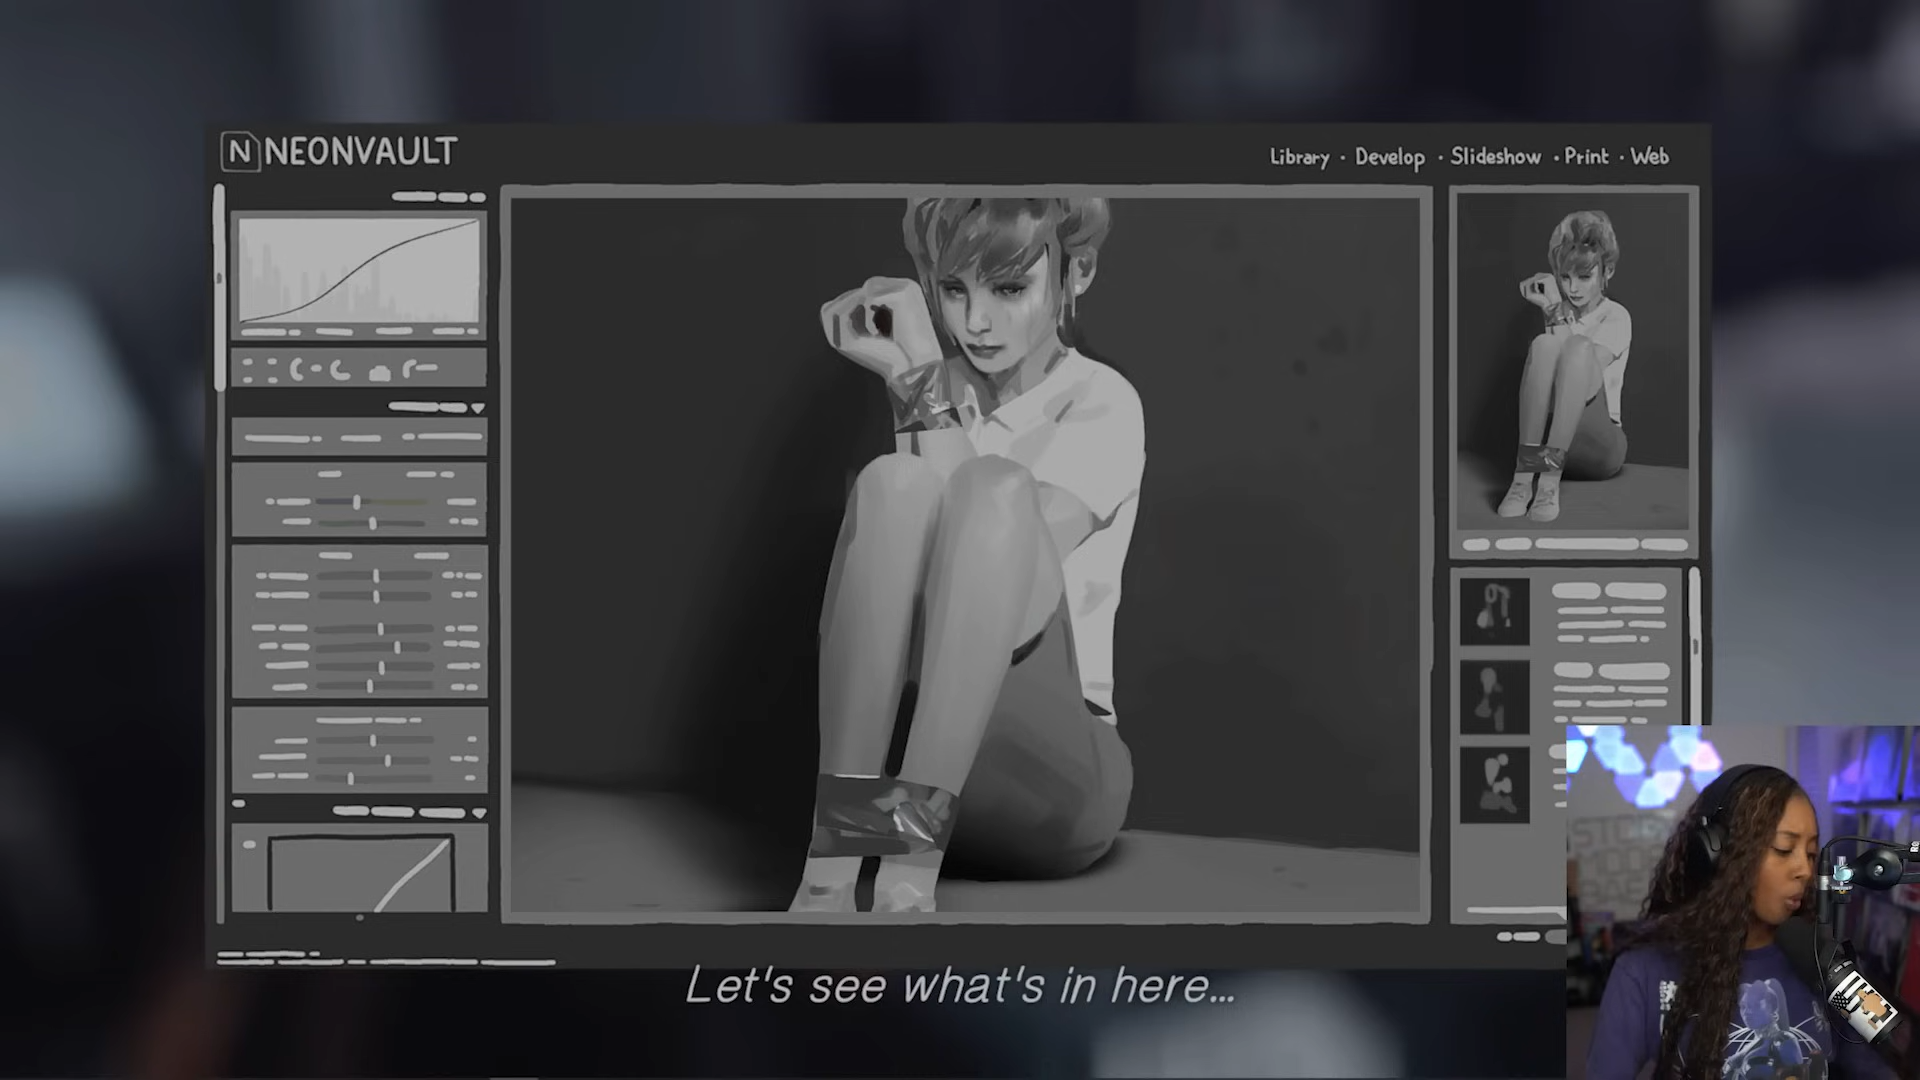 N NEONVAULT
Library · Develop · Slideshow · Print · Web
Let's see what's in here...